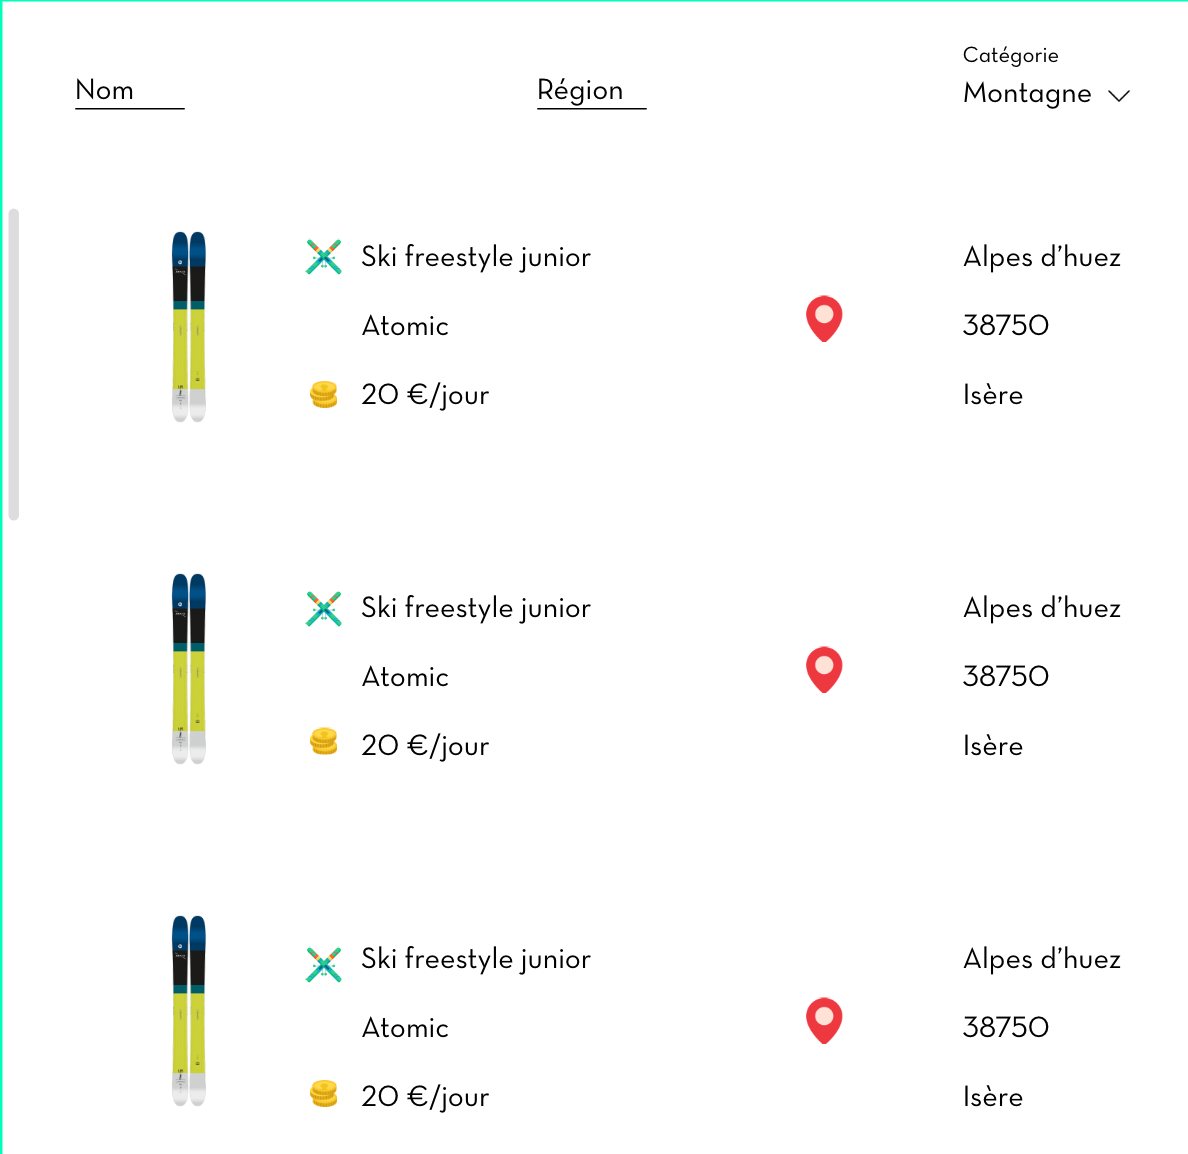 Catégorie
Nom
Région
Montagne
Ski freestyle junior
Alpes d’huez
Atomic
38750
20 €/jour
Isère
Ski freestyle junior
Alpes d’huez
Atomic
38750
20 €/jour
Isère
Ski freestyle junior
Alpes d’huez
Atomic
38750
20 €/jour
Isère